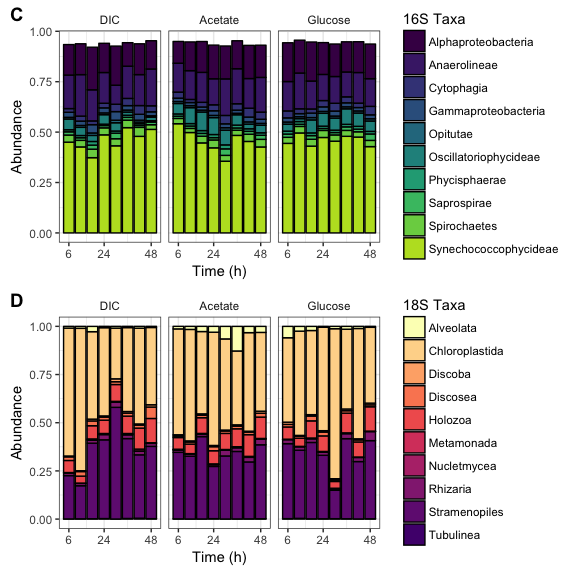 C
DIC Acetate Glucose
1.00
0.75
0.50
0.25
0.00
Abundance
6 24 48 6 24 48 6 24 48
Time (h)
16S Taxa
Alphaproteobacteria
Anaerolineae
Cytophagia
Gammaproteobacteria
Opitutae
Oscillatoriophycideae
Phycisphaerae
Saprospirae
Spirochaetes
Synechococcophycideae
D
DIC Acetate Glucose
1.00
0.75
0.50
0.25
0.00
Abundance
6 24 48 6 24 48 6 24 48
Time (h)
18S Taxa
Alveolata
Chloroplastida
Discoba
Discosea
Holozoa
Metamonada
Nucletmycea
Rhizaria
Stramenopiles
Tubulinea